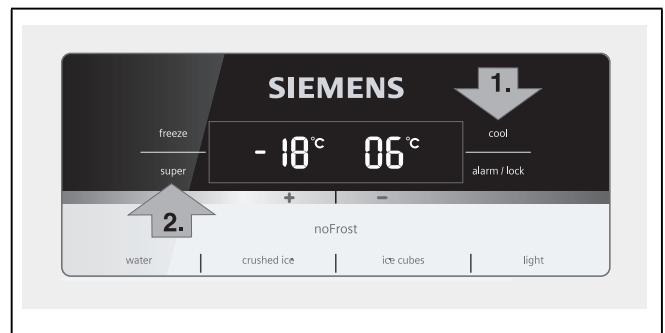 SIEMENS
1.
freeze
cool
- 18°C 06°C
super
alarm / lock
+ -
2.
noFrost
water crushed ice ice cubes light